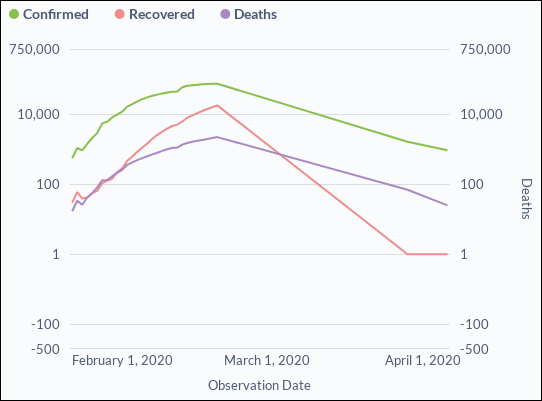 Confirmed Recovered Deaths
750,000 750,000
10,000 10,000
100 100
Deaths
1 1
-100 -100
-500 -500
February 1, 2020 March 1, 2020 April 1, 2020
Observation Date